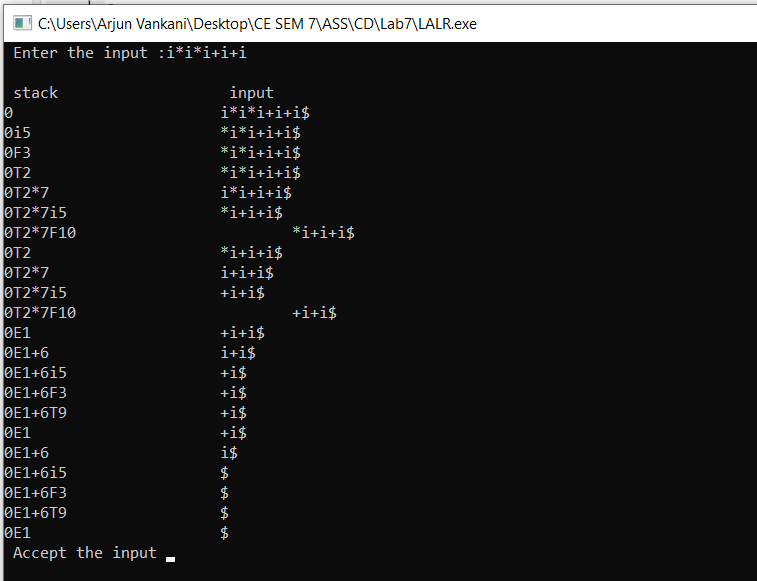 C:\Users\Arjun Vankani\Desktop\CE SEM 7\ASS\CD\Lab7\LALR.exe
Enter the input :i*i*i+i+i
stack input
0 i*i*i+i+i$
0i5 *i*i+i+i$
0F3 *i*i+i+i$
0T2 *i*i+i+i$
0T2*7 i*i+i+i$
0T2*7i5 *i+i+i$
0T2*7F10 *i+i+i$
0T2 *i+i+i$
0T2*7 i+i+i$
0T2*7i5 +i+i$
0T2*7F10 +i+i$
0E1 +i+i$
0E1+6 i+i$
0E1+6i5 +i$
0E1+6F3 +i$
0E1+6T9 +i$
0E1 +i$
0E1+6 i$
0E1+6i5 $
0E1+6F3 $
0E1+6T9 $
0E1 $
Accept the input